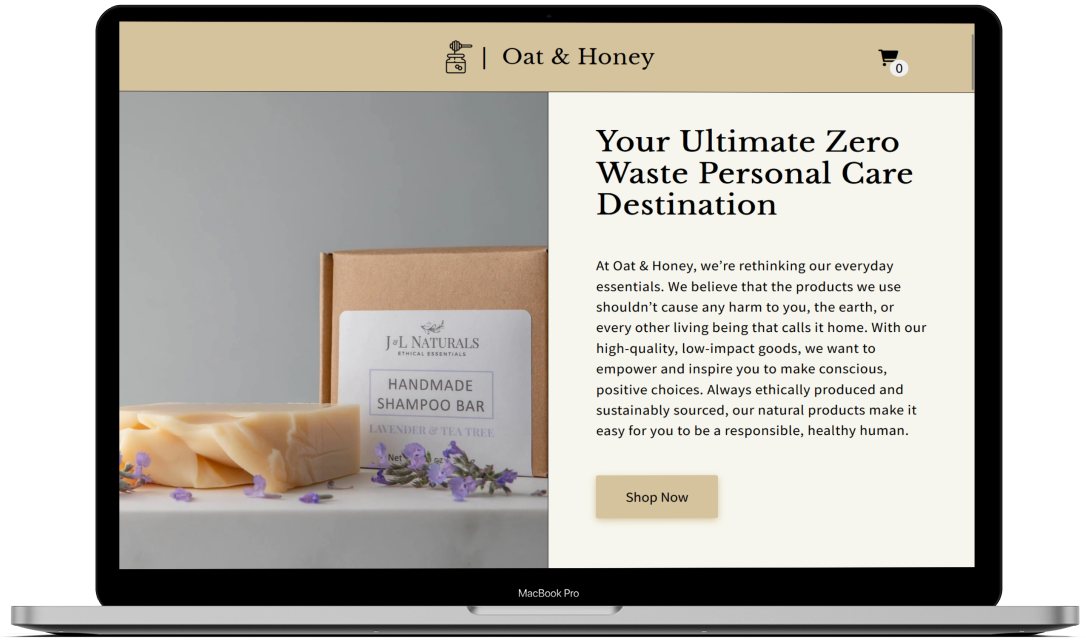 | Oat & Honey
0
Your Ultimate Zero
Waste Personal Care
Destination
At Oat & Honey, we’re rethinking our everyday
essentials. We believe that the products we use
shouldn’t cause any harm to you, the earth, or
every other living being that calls it home. With our
high-quality, low-impact goods, we want to
empower and inspire you to make conscious,
positive choices. Always ethically produced and
sustainably sourced, our natural products make it
easy for you to be a responsible, healthy human.
Shop Now
J&L NATURALS
ETHICAL ESSENTIALS
HANDMADE
SHAMPOO BAR
LAVENDER & TEA TREE
Net
MacBook Pro